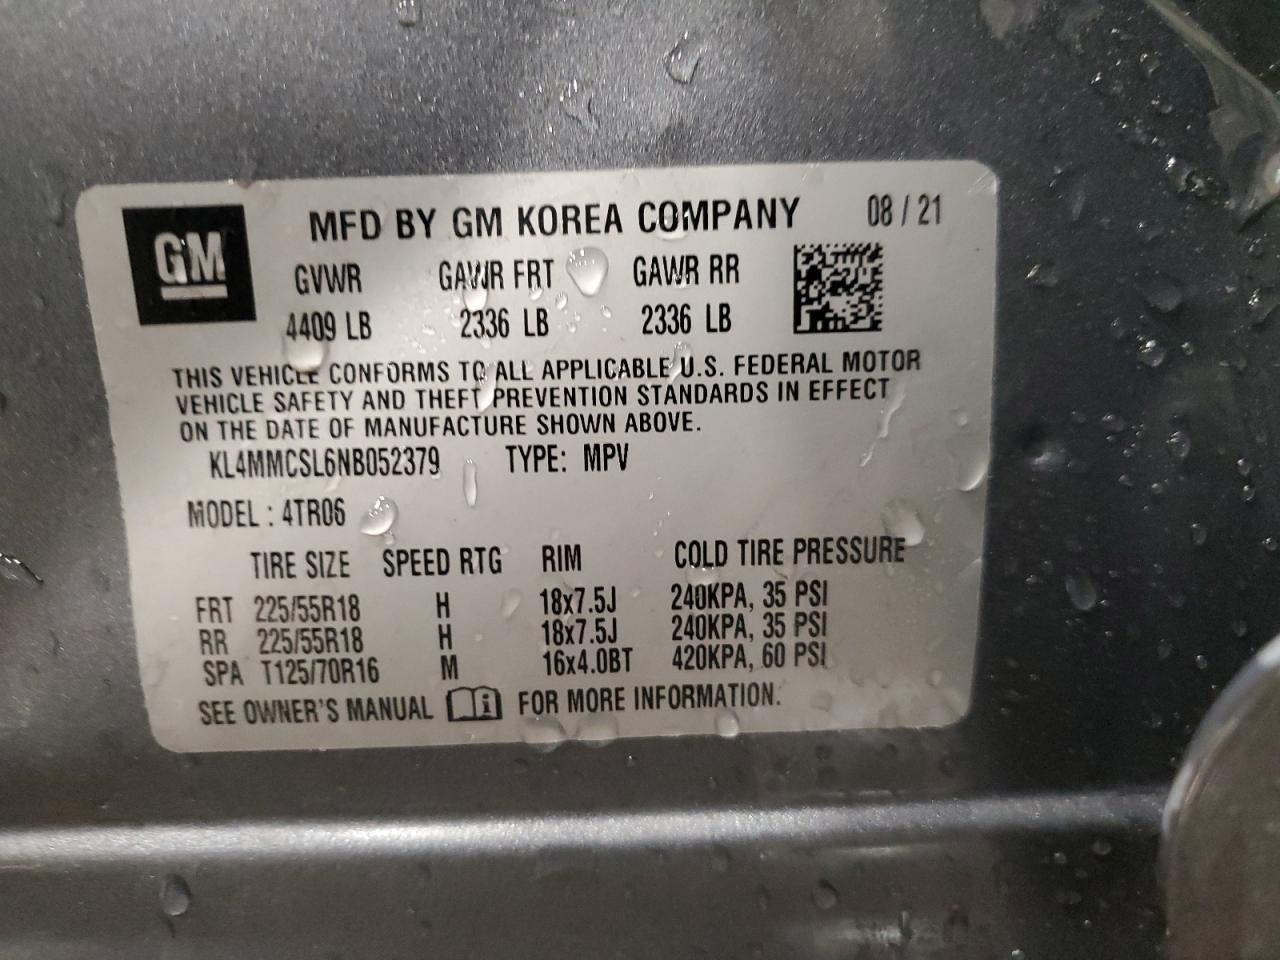 GM
MFD BY GM KOREA COMPANY 08 / 21
GVWR GAWR FRT GAWR RR
4409 LB 2336 LB 2336 LB
THIS VEHICLE CONFORMS TO ALL APPLICABLE U.S. FEDERAL MOTOR
VEHICLE SAFETY AND THEFT PREVENTION STANDARDS IN EFFECT
ON THE DATE OF MANUFACTURE SHOWN ABOVE.
KL4MMCSL6NB052379 TYPE: MPV
MODEL : 4TR06
TIRE SIZE SPEED RTG RIM COLD TIRE PRESSURE
FRT 225/55R18 H 18x7.5J 240KPA, 35 PSI
RR 225/55R18 H 18x7.5J 240KPA, 35 PSI
SPA T125/70R16 M 16x4.0BT 420KPA, 60 PSI
SEE OWNER'S MANUAL i FOR MORE INFORMATION.